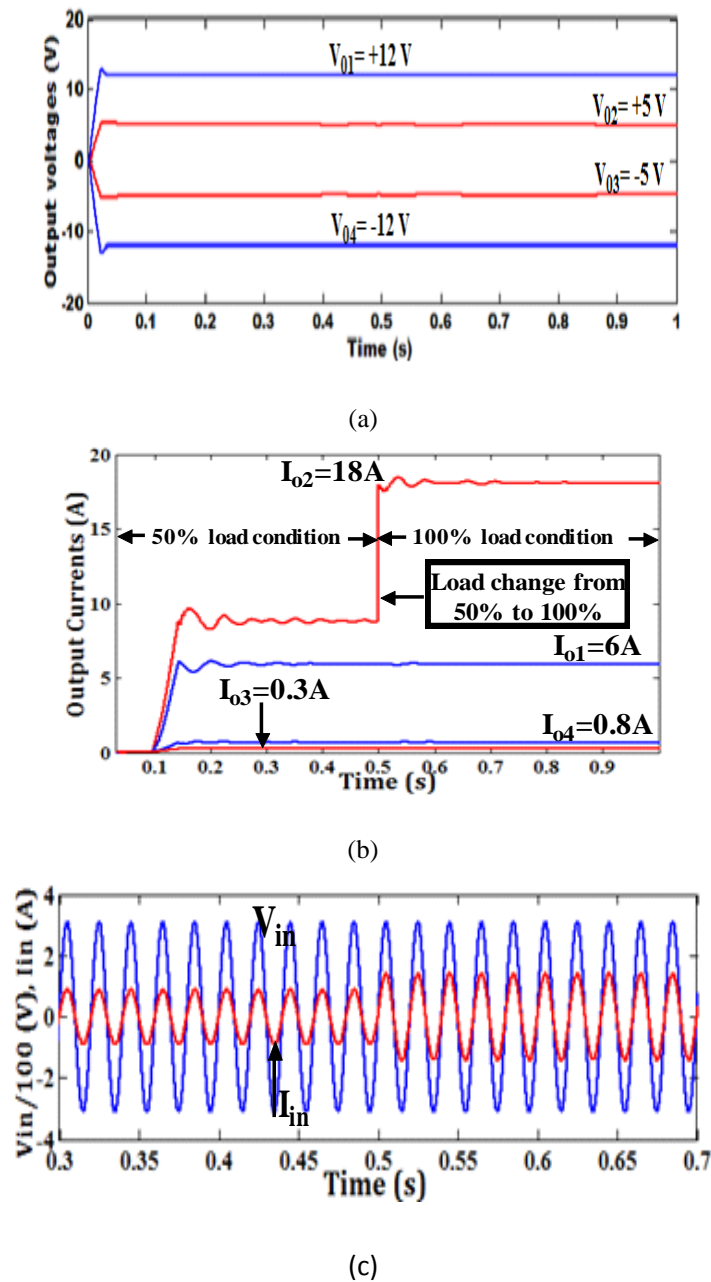 20
10
0
-10
-20
Output voltages (V)
V01= +12 V
V02= +5 V
V03= -5 V
V04= -12 V
0 0.1 0.2 0.3 0.4 0.5 0.6 0.7 0.8 0.9 1
Time (s)
(a)
20
15
10
5
0
Output Currents (A)
Io2=18A
50% load condition
100% load condition
Load change from
50% to 100%
Io1=6A
Io3=0.3A
Io4=0.8A
0.1 0.2 0.3 0.4 0.5 0.6 0.7 0.8 0.9
Time (s)
(b)
4
2
0
-2
-4
Vin/100 (V), Iin (A)
Vin
Iin
0.3 0.35 0.4 0.45 0.5 0.55 0.6 0.65 0.7
Time (s)
(c)